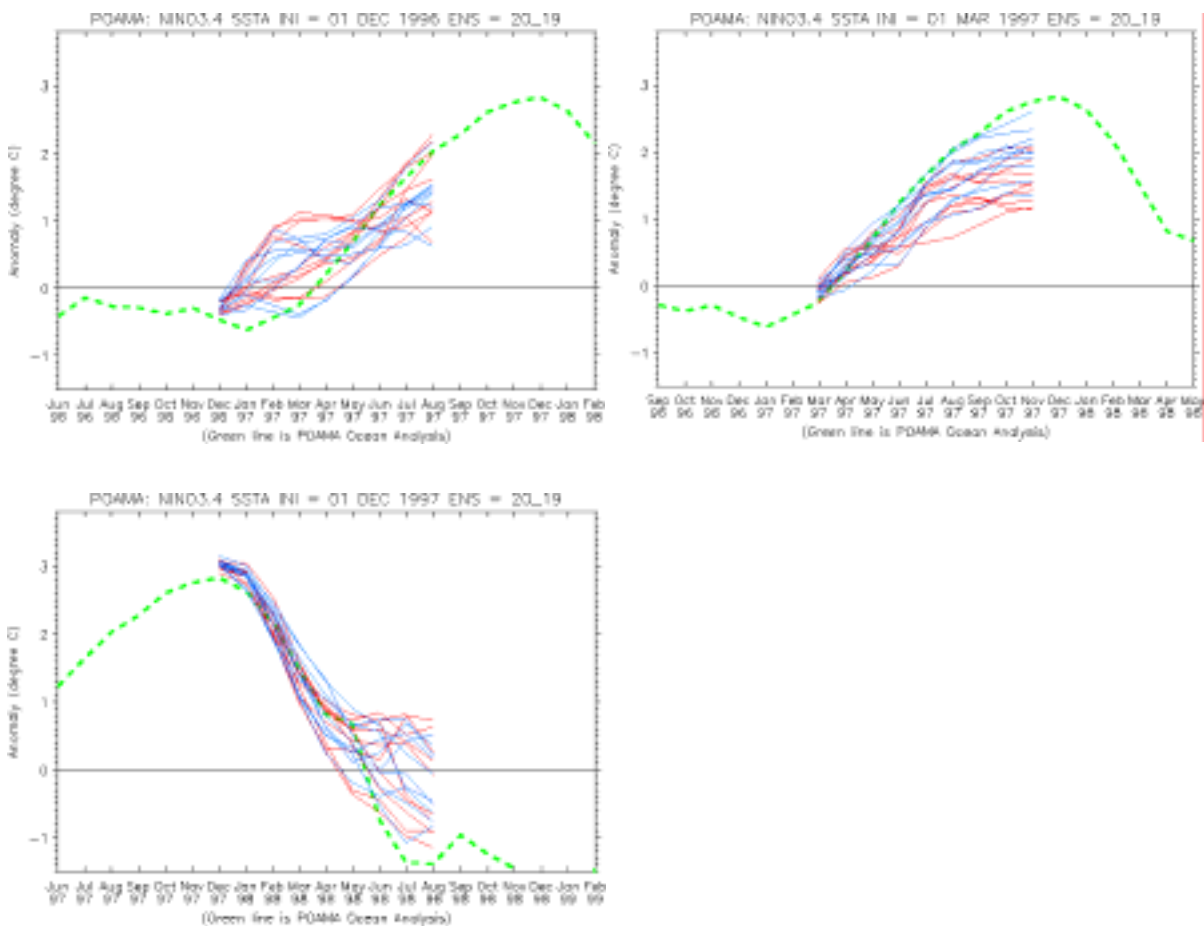 POAMA: NINO3.4 SSTA INI = 01 DEC 1996 ENS = 20_19
Anomaly (degree C)
3
2
1
0
-1
Jun Jul Aug Sep Oct Nov Dec Jan Feb Mar Apr May Jun Jul Aug Sep Oct Nov Dec Jan Feb
96 96 96 96 96 96 97 97 97 97 97 97 97 97 97 97 97 98 98
(Green line is POAMA Ocean Analysis)
POAMA: NINO3.4 SSTA INI = 01 MAR 1997 ENS = 20_19
Anomaly (degree C)
3
2
1
0
-1
Sep Oct Nov Dec Jan Feb Mar Apr May Jun Jul Aug Sep Oct Nov Dec Jan Feb Mar Apr May
96 96 96 97 97 97 97 97 97 97 97 97 97 97 97 98 98 98 98 98
(Green line is POAMA Ocean Analysis)
POAMA: NINO3.4 SSTA INI = 01 DEC 1997 ENS = 20_19
Anomaly (degree C)
3
2
1
0
-1
Jun Jul Aug Sep Oct Nov Dec Jan Feb Mar Apr May Jun Jul Aug Sep Oct Nov Dec Jan Feb
97 97 97 97 97 97 97 98 98 98 98 98 98 98 98 98 98 98 98 99 99
(Green line is POAMA Ocean Analysis)